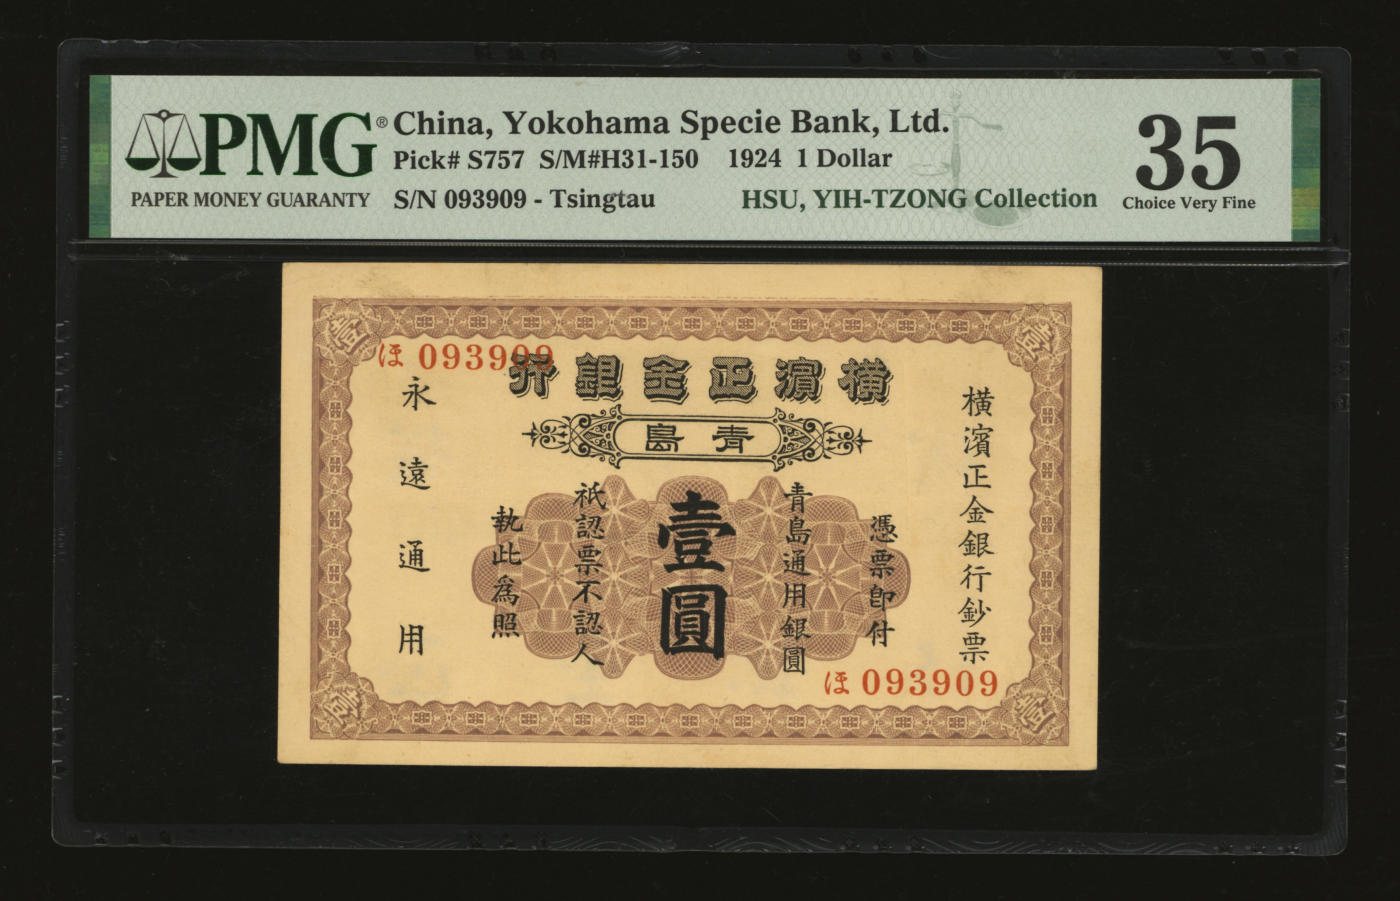 PMG® China, Yokohama Specie Bank, Ltd.
Pick# S757 S/M#H31-150 1924 1 Dollar
PAPER MONEY GUARANTY
S/N 093909 - Tsingtau HSU, YIH-TZONG Collection
35
Choice Very Fine
壹
壹
ほ 093909
橫濱正金銀行
青島
橫濱正金銀行鈔票
憑票即付
青島通用銀圓
壹圓
祇認票不認人
執此為照
永遠通用
ほ 093909
壹
壹